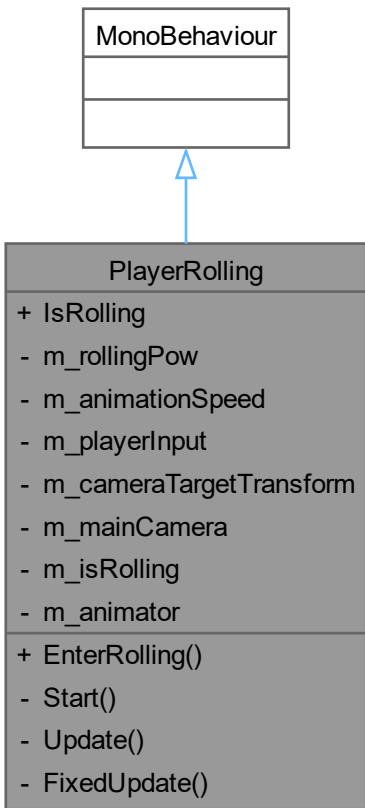 MonoBehaviour
PlayerRolling
+ IsRolling
- m_rollingPow
- m_animationSpeed
- m_playerInput
- m_cameraTargetTransform
- m_mainCamera
- m_isRolling
- m_animator
+ EnterRolling()
- Start()
- Update()
- FixedUpdate()